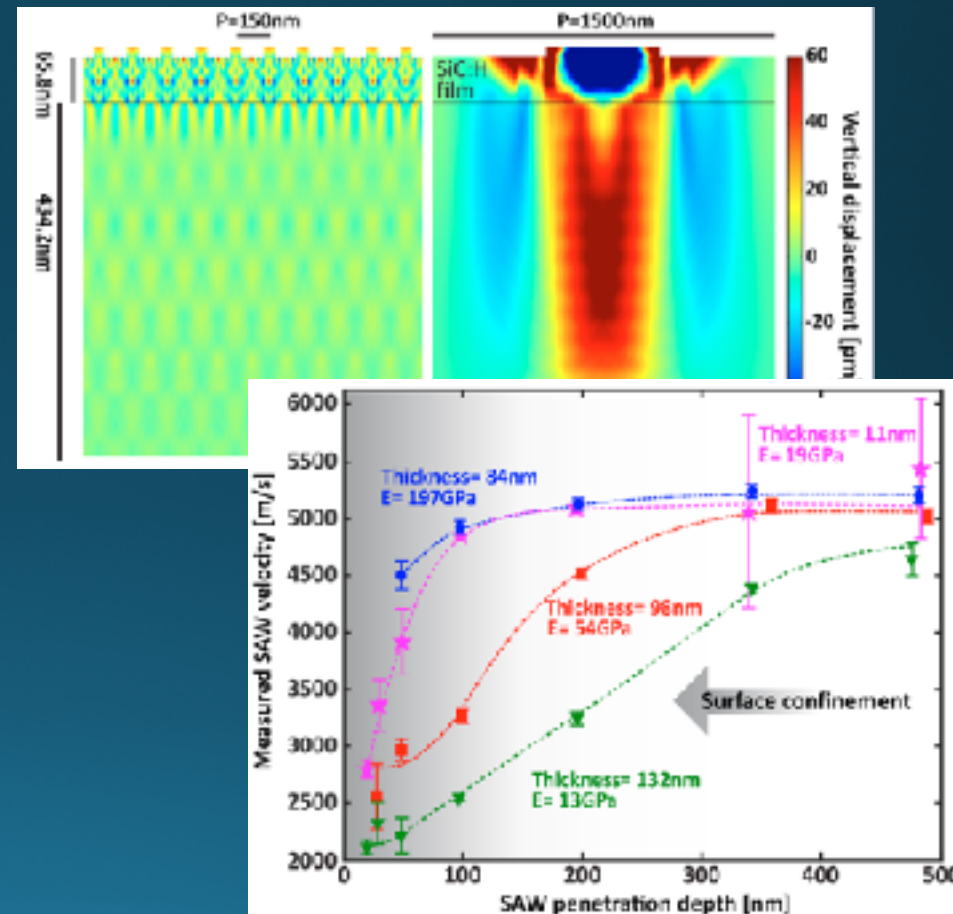 P=150nm
P=1500nm
65.8nm
434.2nm
SiC:H
film
60
40
20
0
-20
Vertical displacement [pm]
6000
5500
5000
4500
4000
3500
3000
2500
2000
Measured SAW velocity [m/s]
Thickness= 11nm
E= 19GPa
Thickness= 84nm
E= 197GPa
Thickness= 98nm
E= 54GPa
Surface confinement
Thickness= 132nm
E= 13GPa
0
100
200
300
400
500
SAW penetration depth [nm]